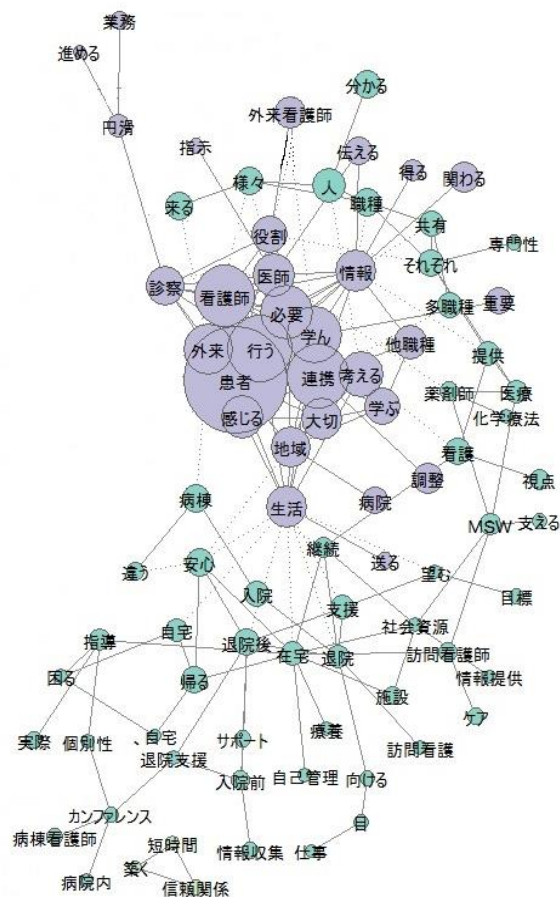 業務
進める
分かる
外来看護師
円滑
指示
伝える
得る
関わる
様々
人
来る
職種
共有
役割
専門性
それぞれ
医師
情報
診察
看護師
多職種
重要
必要
学ん
他職種
提供
外来
行う
連携
考える
患者
薬剤師
医療
感じる
大切
学ぶ
化学療法
地域
看護
調整
視点
病棟
生活
病院
MSW
支える
継続
送る
違う
安心
望む
入院
目標
支援
自宅
社会資源
指導
退院後
在宅
退院
訪問看護師
困る
帰る
施設
情報提供
ケア
実際
個別性
、自宅
サポート
療養
訪問看護
退院支援
入院前
自己管理
向ける
カンファレンス
目
病棟看護師
短時間
情報収集
仕事
築く
病院内
信頼関係